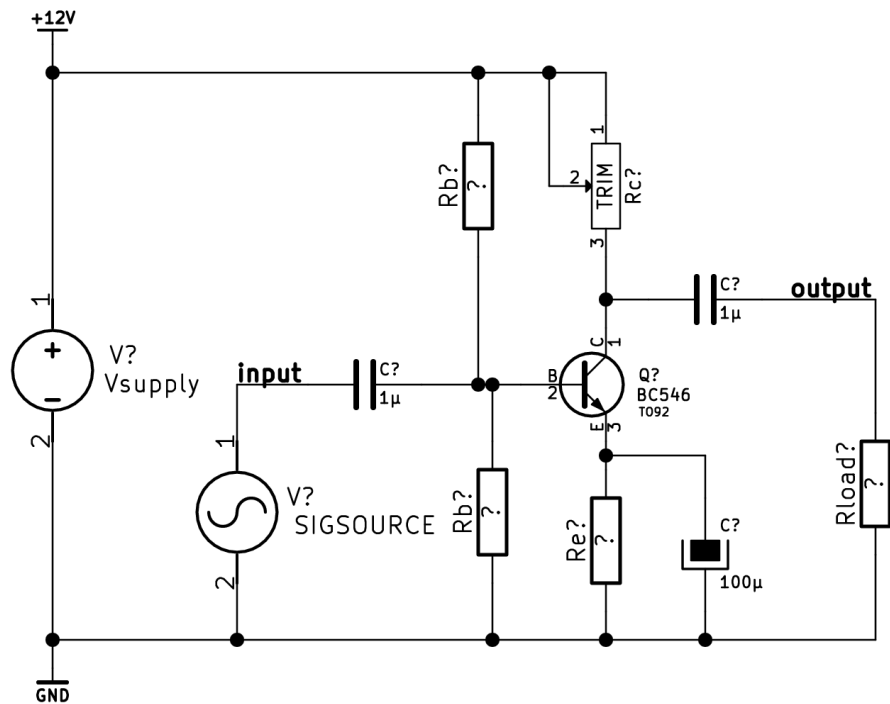 +12V
Rb?
?
1
2
TRIM
Rc?
3
1
V?
Vsupply
2
input
C?
1µ
C?
1µ
output
C
1
B
2
Q?
BC546
TO92
E
3
1
V?
SIGSOURCE
2
Rb?
?
Re?
?
C?
100µ
Rload?
?
GND